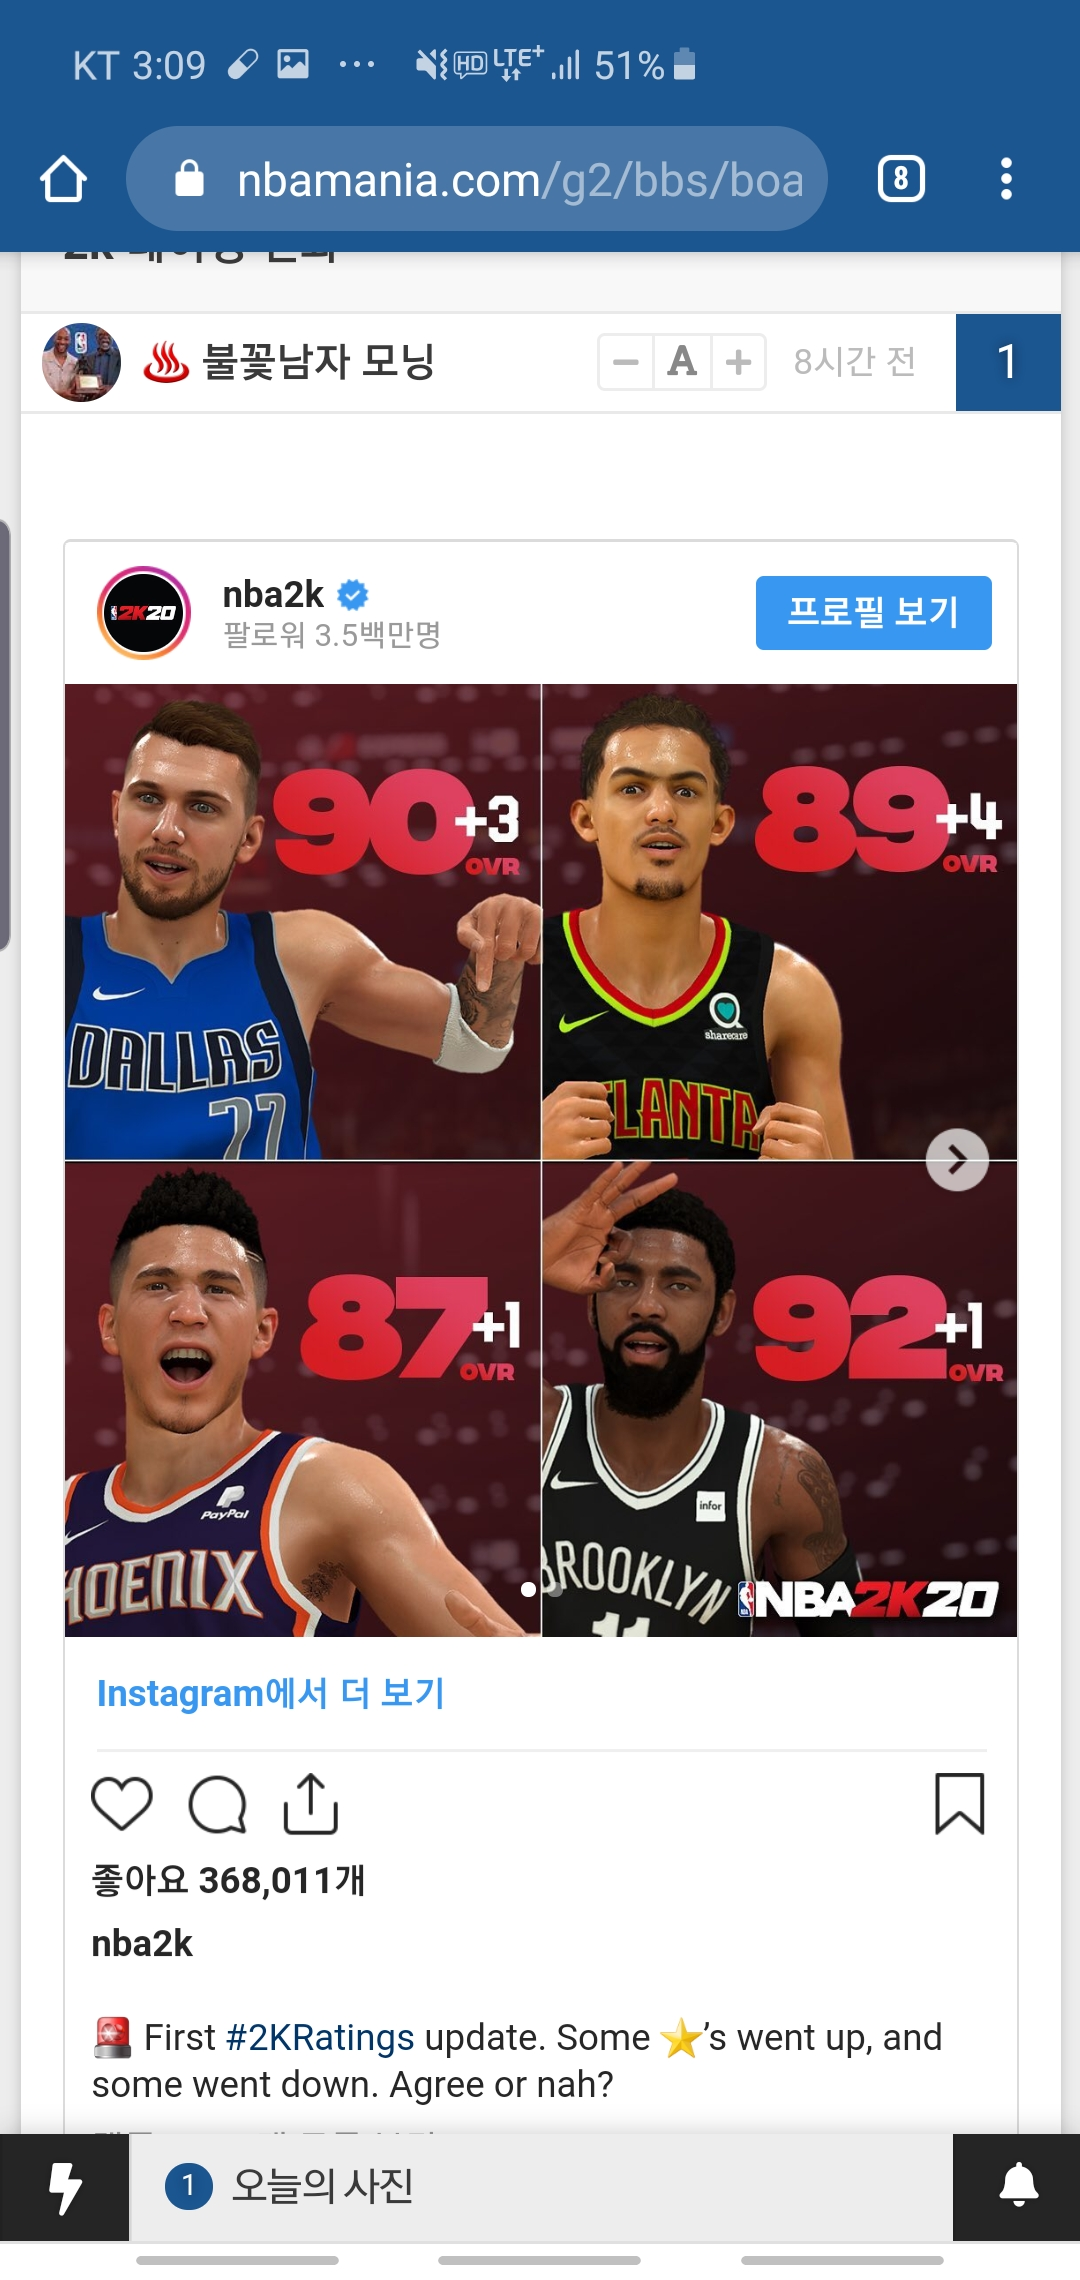 KT 3:09 ... HD LTE+ 51%
nbamania.com/g2/bbs/boa
8
불꽃남자 모닝
A
8시간 전
1
2K20
nba2k
팔로워 3.5백만명
프로필 보기
90 +3 OVR
89 +4 OVR
DALLAS
77
sharecare
TLANTA
87 +1 OVR
92 +1 OVR
PayPal
HOENIX
infor
BROOKLYN
11
NBA2K20
Instagram에서 더 보기
좋아요 368,011개
nba2k
🚨 First #2KRatings update. Some ⭐’s went up, and
some went down. Agree or nah?
1 오늘의 사진